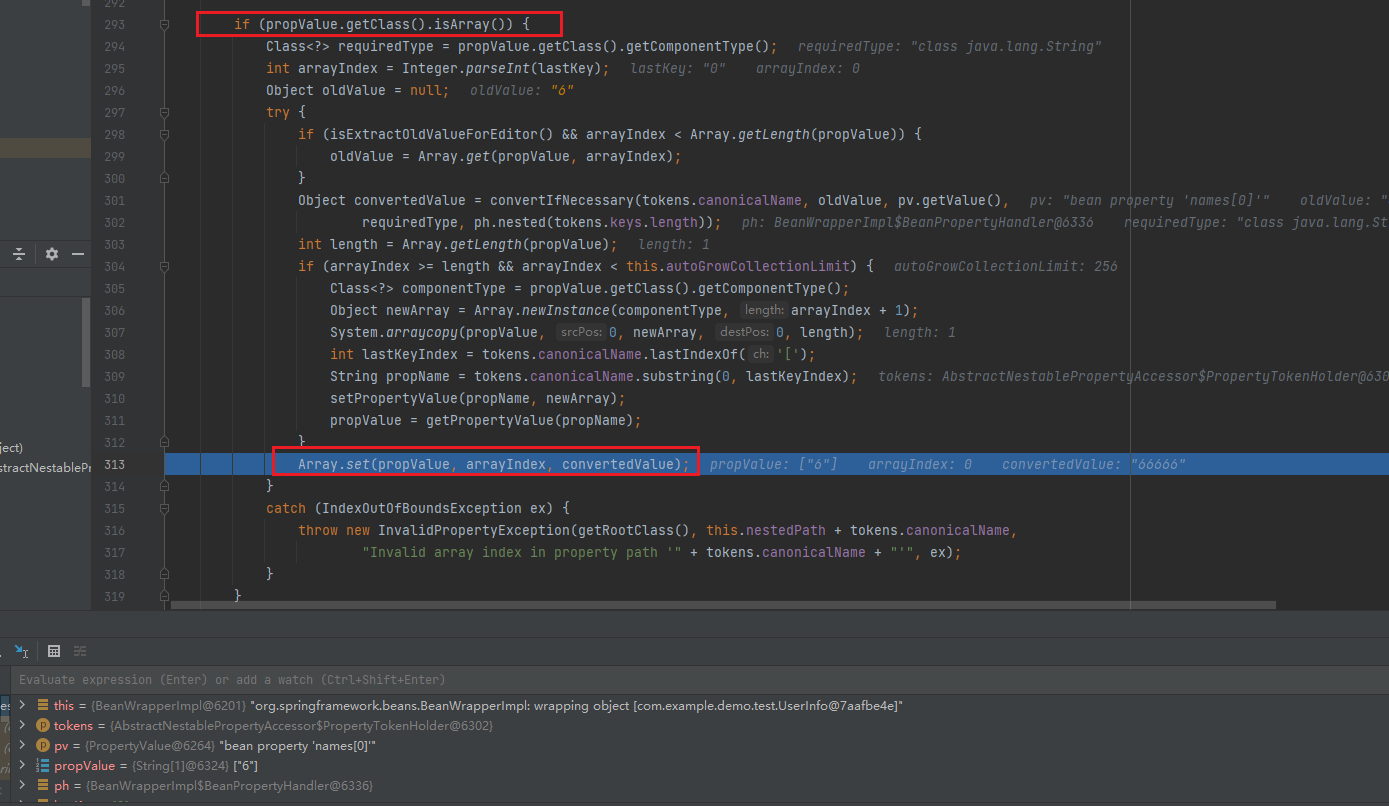 292
293 if (propValue.getClass().isArray()) {
294 Class<?> requiredType = propValue.getClass().getComponentType(); requiredType: "class java.lang.String"
295 int arrayIndex = Integer.parseInt(lastKey); lastKey: "0" arrayIndex: 0
296 Object oldValue = null; oldValue: "6"
297 try {
298 if (isExtractOldValueForEditor() && arrayIndex < Array.getLength(propValue)) {
299 oldValue = Array.get(propValue, arrayIndex);
300 }
301 Object convertedValue = convertIfNecessary(tokens.canonicalName, oldValue, pv.getValue(), pv: "bean property 'names[0]'" oldValue: "
302 requiredType, ph.nested(tokens.keys.length)); ph: BeanWrapperImpl$BeanPropertyHandler@6336 requiredType: "class java.lang.St
303 int length = Array.getLength(propValue); length: 1
304 if (arrayIndex >= length && arrayIndex < this.autoGrowCollectionLimit) { autoGrowCollectionLimit: 256
305 Class<?> componentType = propValue.getClass().getComponentType();
306 Object newArray = Array.newInstance(componentType, length: arrayIndex + 1);
307 System.arraycopy(propValue, srcPos: 0, newArray, destPos: 0, length); length: 1
308 int lastKeyIndex = tokens.canonicalName.lastIndexOf( ch: '[');
309 String propName = tokens.canonicalName.substring(0, lastKeyIndex); tokens: AbstractNestablePropertyAccessor$PropertyTokenHolder@630
310 setPropertyValue(propName, newArray);
311 propValue = getPropertyValue(propName);
312 }
ject)
313 Array.set(propValue, arrayIndex, convertedValue); propValue: ["6"] arrayIndex: 0 convertedValue: "66666"
stractNestablePr
314 }
315 catch (IndexOutOfBoundsException ex) {
316 throw new InvalidPropertyException(getRootClass(), this.nestedPath + tokens.canonicalName,
317 "Invalid array index in property path '" + tokens.canonicalName + "'", ex);
318 }
319 }
Evaluate expression (Enter) or add a watch (Ctrl+Shift+Enter)
this = {BeanWrapperImpl@6201} "org.springframework.beans.BeanWrapperImpl: wrapping object [com.example.demo.test.UserInfo@7aafbe4e]"
tokens = {AbstractNestablePropertyAccessor$PropertyTokenHolder@6302}
pv = {PropertyValue@6264} "bean property 'names[0]'"
propValue = {String[1]@6324} ["6"]
ph = {BeanWrapperImpl$BeanPropertyHandler@6336}